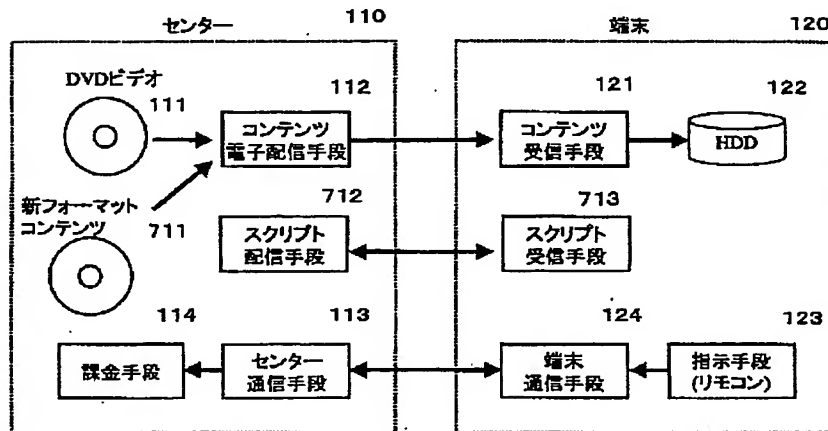 センター
110
DVDビデオ
111
112
コンテンツ
電子配信手段
新フォーマット
コンテンツ
711
712
スクリプト
配信手段
114
113
課金手段
センター
通信手段
端末
120
121
122
コンテンツ
受信手段
HDD
713
スクリプト
受信手段
124
123
端末
通信手段
指示手段
(リモコン)